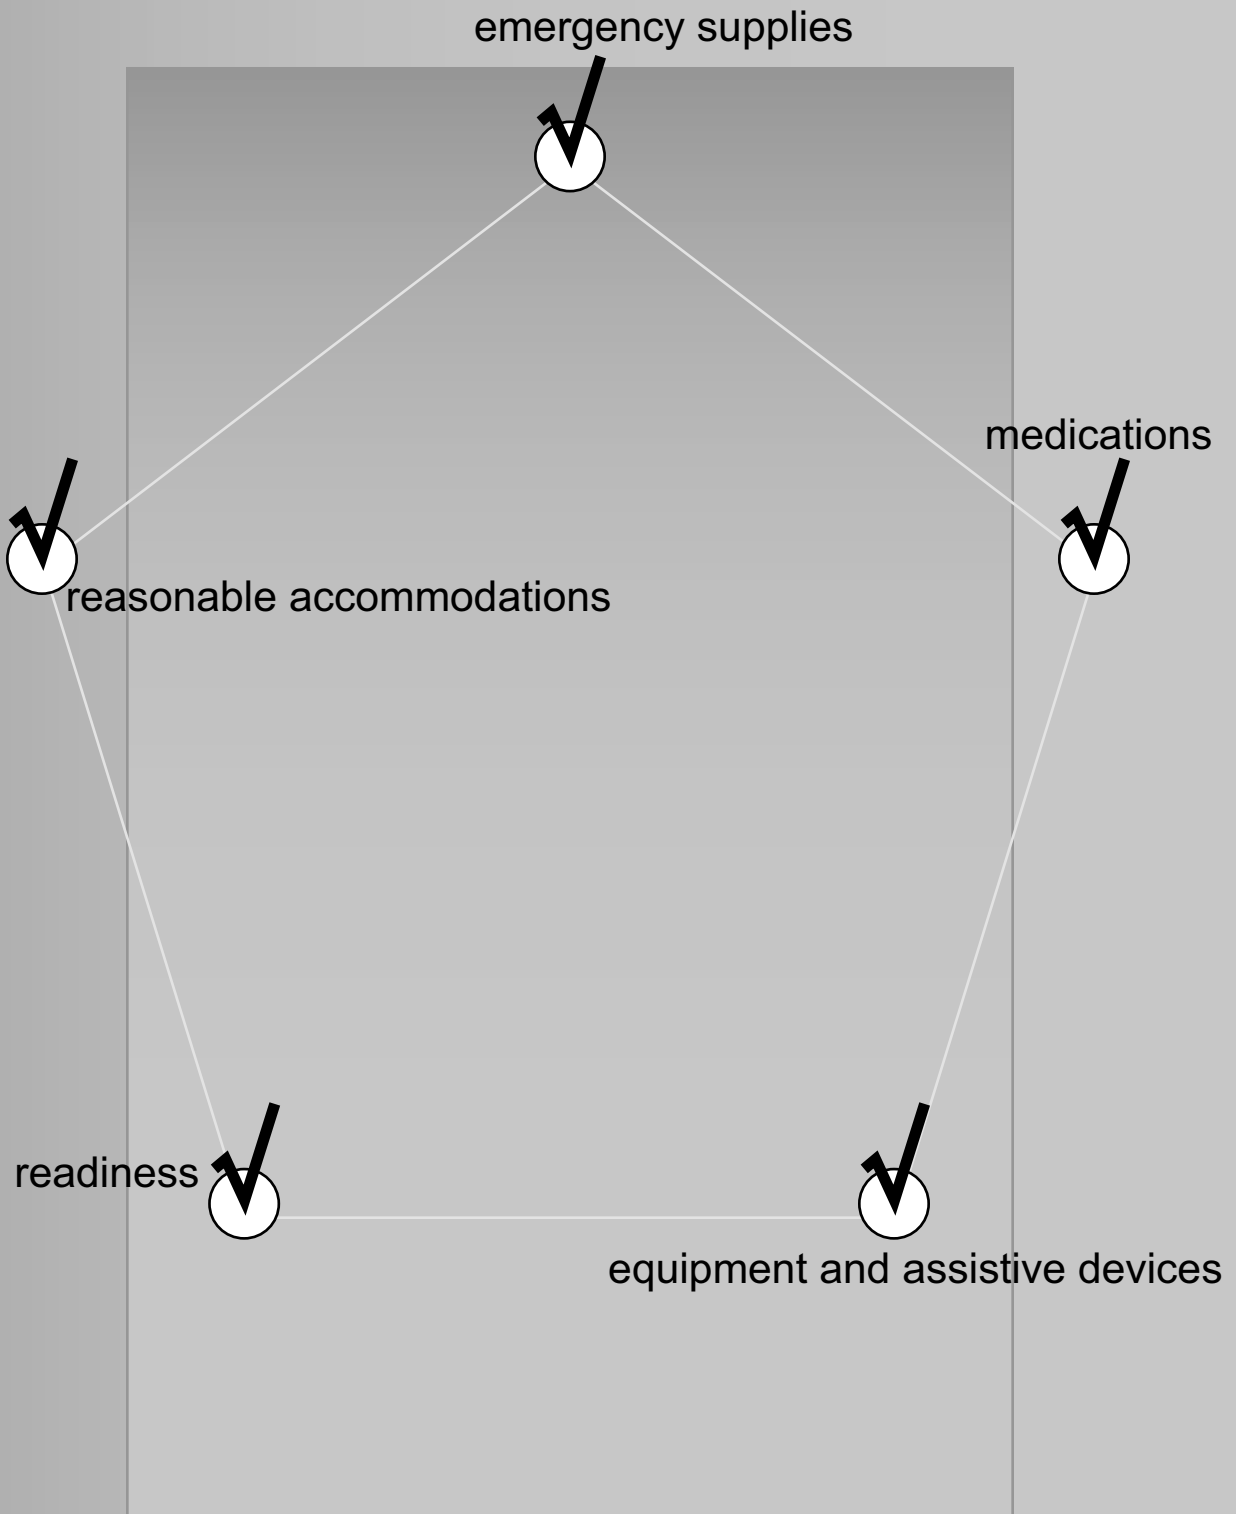 emergency supplies
medications
reasonable accommodations
readiness
equipment and assistive devices